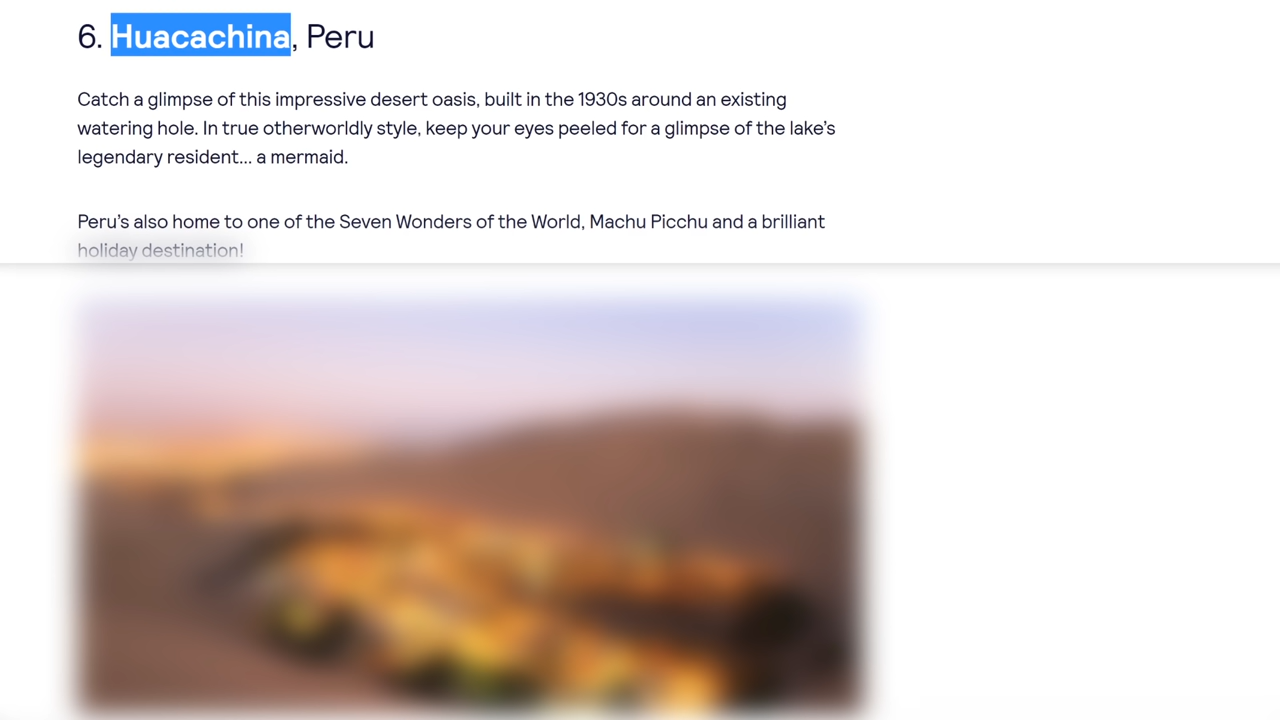 6. Huacachina, Peru
Catch a glimpse of this impressive desert oasis, built in the 1930s around an existing
watering hole. In true otherworldly style, keep your eyes peeled for a glimpse of the lake’s
legendary resident... a mermaid.
Peru’s also home to one of the Seven Wonders of the World, Machu Picchu and a brilliant
holiday destination!